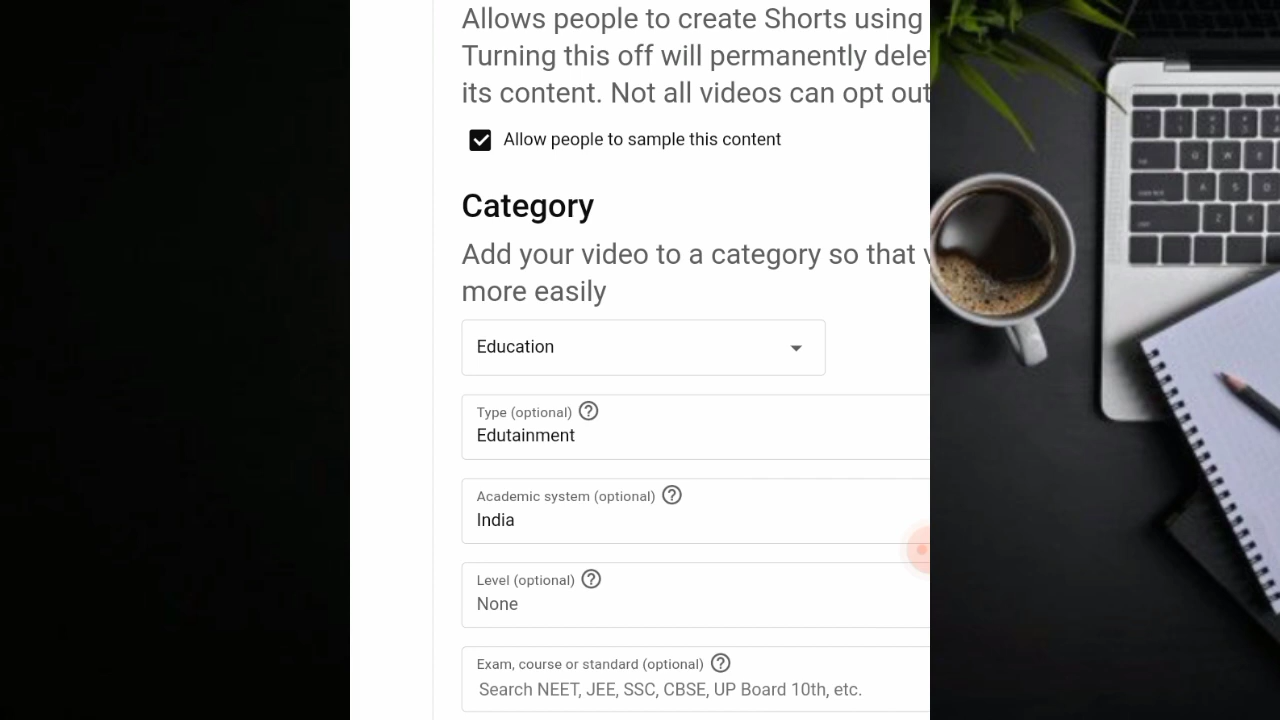 Allows people to create Shorts using
Turning this off will permanently dele
its content. Not all videos can opt out
Allow people to sample this content
Category
Add your video to a category so that v
more easily
Education
Type (optional)
Edutainment
Academic system (optional)
India
Level (optional)
None
Exam, course or standard (optional)
Search NEET, JEE, SSC, CBSE, UP Board 10th, etc.